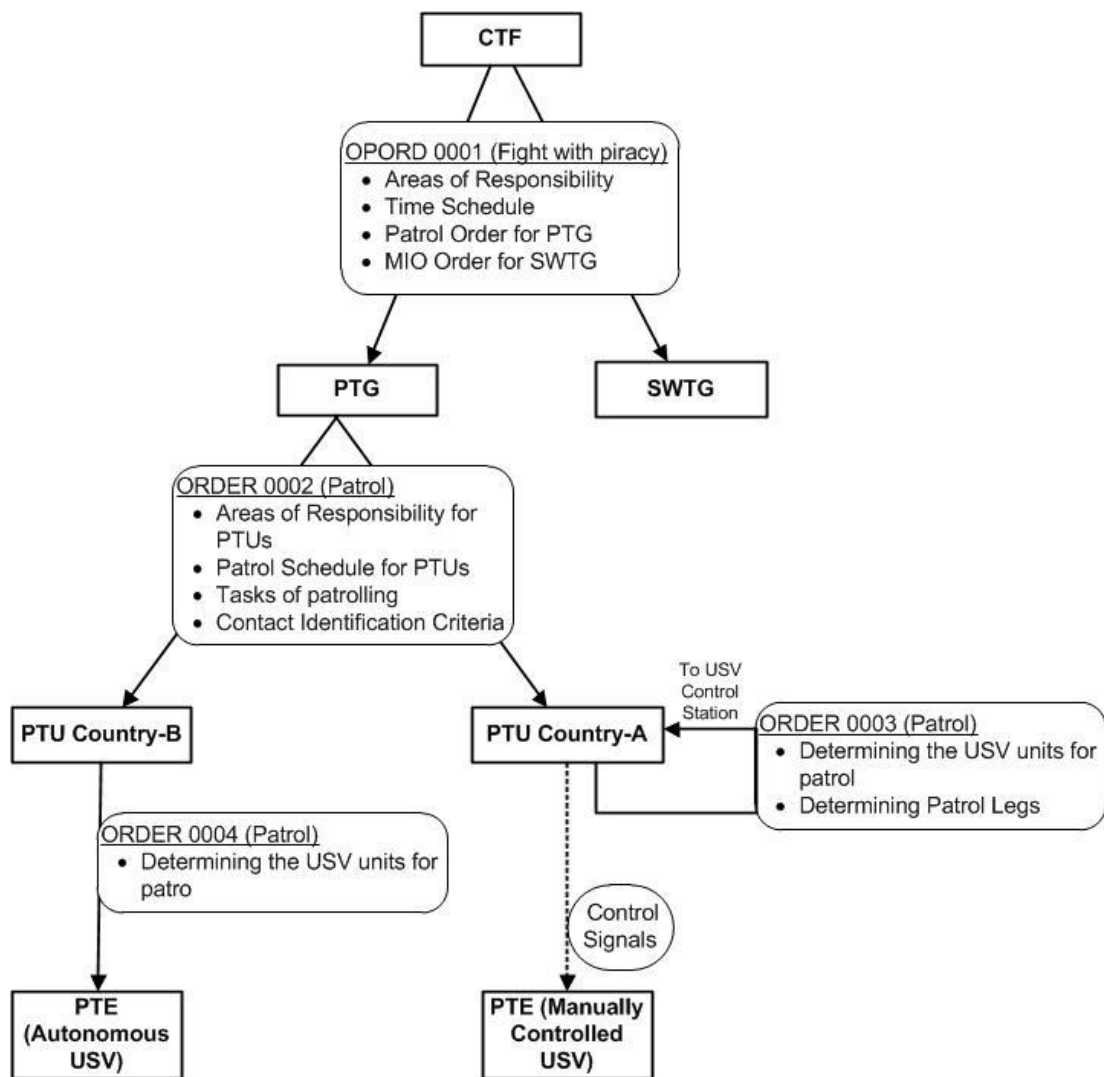 CTF
OPORD 0001 (Fight with piracy)
• Areas of Responsibility
• Time Schedule
• Patrol Order for PTG
• MIO Order for SWTG
PTG
SWTG
ORDER 0002 (Patrol)
• Areas of Responsibility for
PTUs
• Patrol Schedule for PTUs
• Tasks of patrolling
• Contact Identification Criteria
To USV
Control
Station
PTU Country-B
PTU Country-A
ORDER 0003 (Patrol)
• Determining the USV units for
patrol
• Determining Patrol Legs
ORDER 0004 (Patrol)
• Determining the USV units for
patro
Control
Signals
PTE
(Autonomous
USV)
PTE (Manually
Controlled
USV)